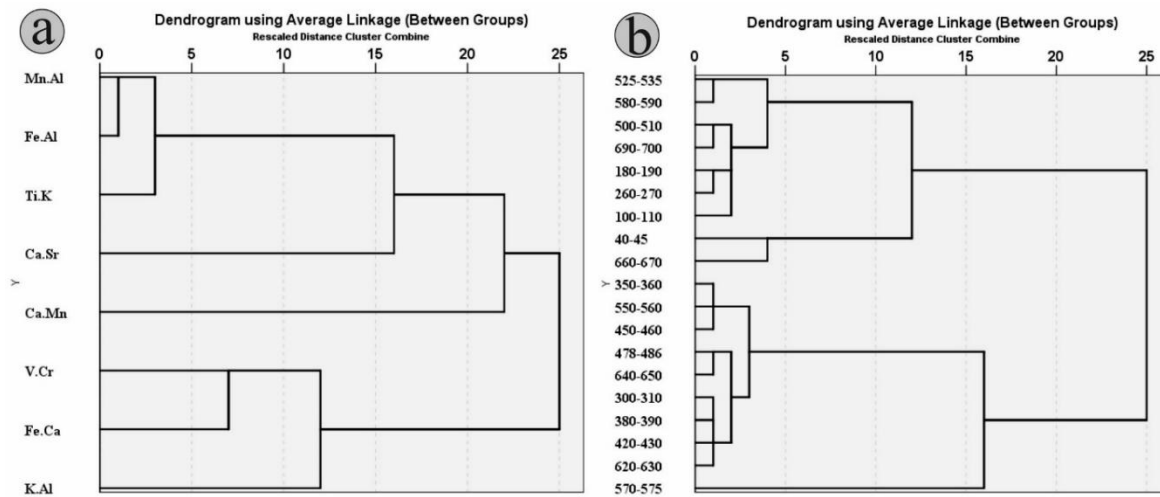 a
Dendrogram using Average Linkage (Between Groups)
Rescaled Distance Cluster Combine
0 5 10 15 20 25
Mn.Al
Fe.Al
Ti.K
Ca.Sr
Y
Ca.Mn
V.Cr
Fe.Ca
K.Al
b
Dendrogram using Average Linkage (Between Groups)
Rescaled Distance Cluster Combine
0 5 10 15 20 25
525-535
580-590
500-510
690-700
180-190
260-270
100-110
40-45
660-670
Y 350-360
550-560
450-460
478-486
640-650
300-310
380-390
420-430
620-630
570-575